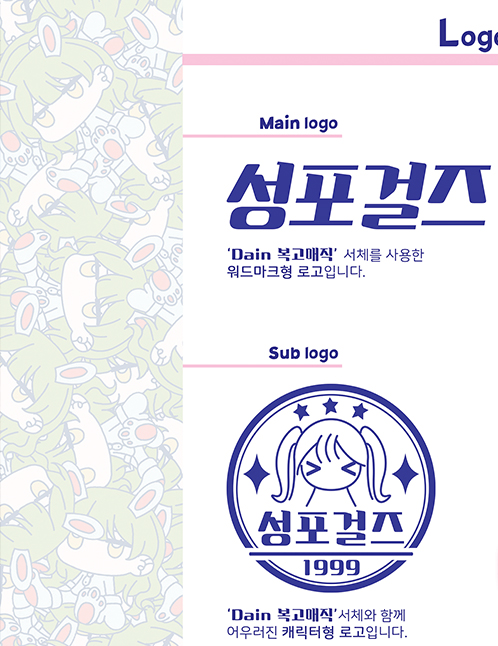 Logo
Main logo
성포걸즈
‘Dain 복고매직’ 서체를 사용한
워드마크형 로고입니다.
Sub logo
성포걸즈
1999
‘Dain 복고매직’서체와 함께
어우러진 캐릭터형 로고입니다.